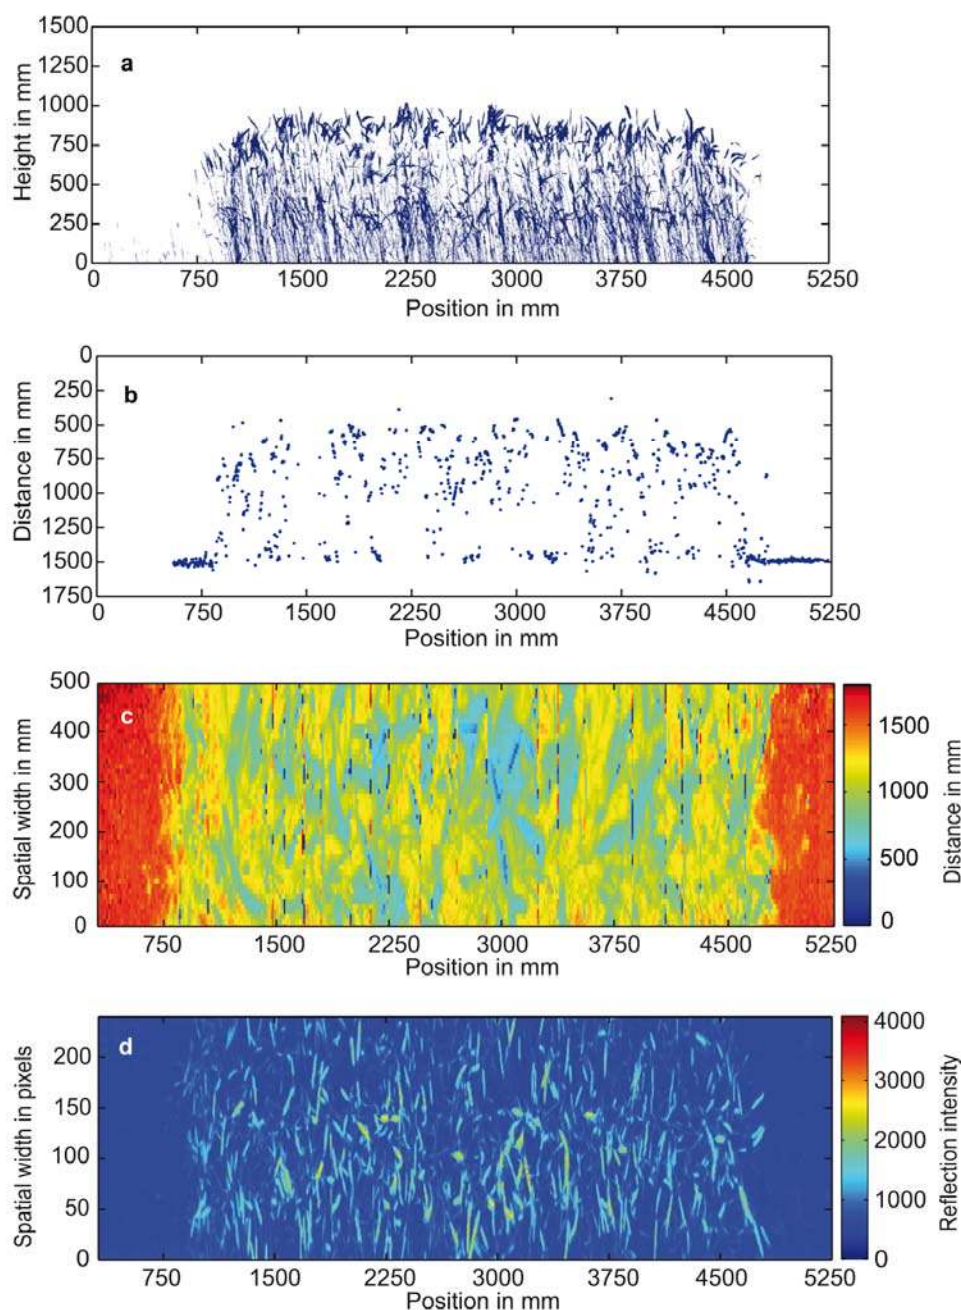 1500
1250
1000
750
500
250
0
Height in mm
a
0 750 1500 2250 3000 3750 4500 5250
Position in mm
0
250
500
750
1000
1250
1500
1750
Distance in mm
b
0 750 1500 2250 3000 3750 4500 5250
Position in mm
500
400
300
200
100
0
Spatial width in mm
c
750 1500 2250 3000 3750 4500 5250
Position in mm
1500
1000
500
0
Distance in mm
200
150
100
50
0
Spatial width in pixels
d
750 1500 2250 3000 3750 4500 5250
Position in mm
4000
3000
2000
1000
0
Reflection intensity